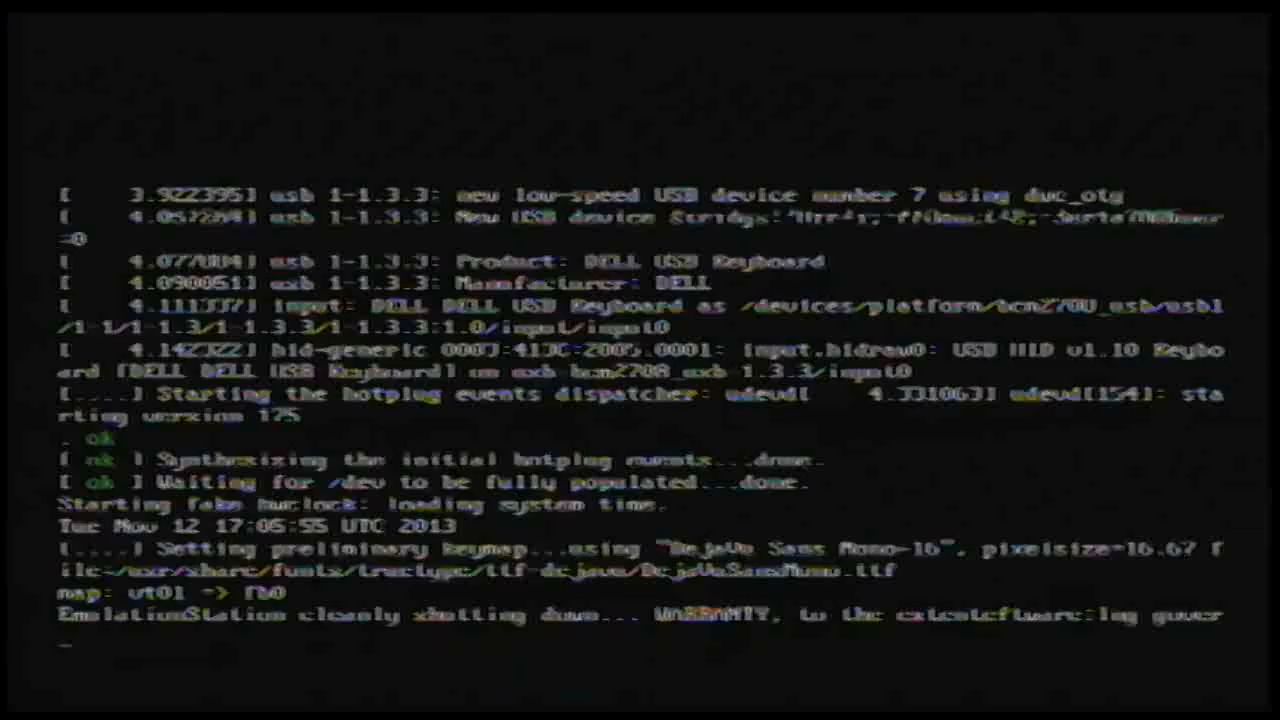 [    3.922395] usb 1-1.3.3: new low-speed USB device number 7 using dwc_otg
[    4.057284] usb 1-1.3.3: New USB device
=0
[    4.077884] usb 1-1.3.3: Product: DELL USB Keyboard
[    4.090051] usb 1-1.3.3: Manufacturer: DELL
[    4.111337] input: DELL DELL USB Keyboard as /devices/platform/bcm2708_usb/usb1
/1-1/1-1.3/1-1.3.3/1-1.3.3:1.0/input/input0
[    4.142322] hid-generic 0003:413C:2005.0001: input,hidraw0: USB HID v1.10 Keybo
ard [DELL DELL USB Keyboard] on usb-bcm2708_usb-1.3.3/input0
[....] Starting the hotplug events dispatcher: udevd[    4.331063] udevd[154]: sta
rting version 175
. ok
[ ok ] Synthesizing the initial hotplug events...done.
[ ok ] Waiting for /dev to be fully populated...done.
Starting fake hwclock: loading system time.
Tue Nov 12 17:05:55 UTC 2013
[....] Setting preliminary keymap...using "DejaVu Sans Mono-16", pixelsize=16.67 f
ile=/usr/share/fonts/truetype/ttf-dejavu/DejaVuSansMono.ttf
map: vt01 -> fb0
EmulationStation cleanly shutting down... WARRANTY, to the
_